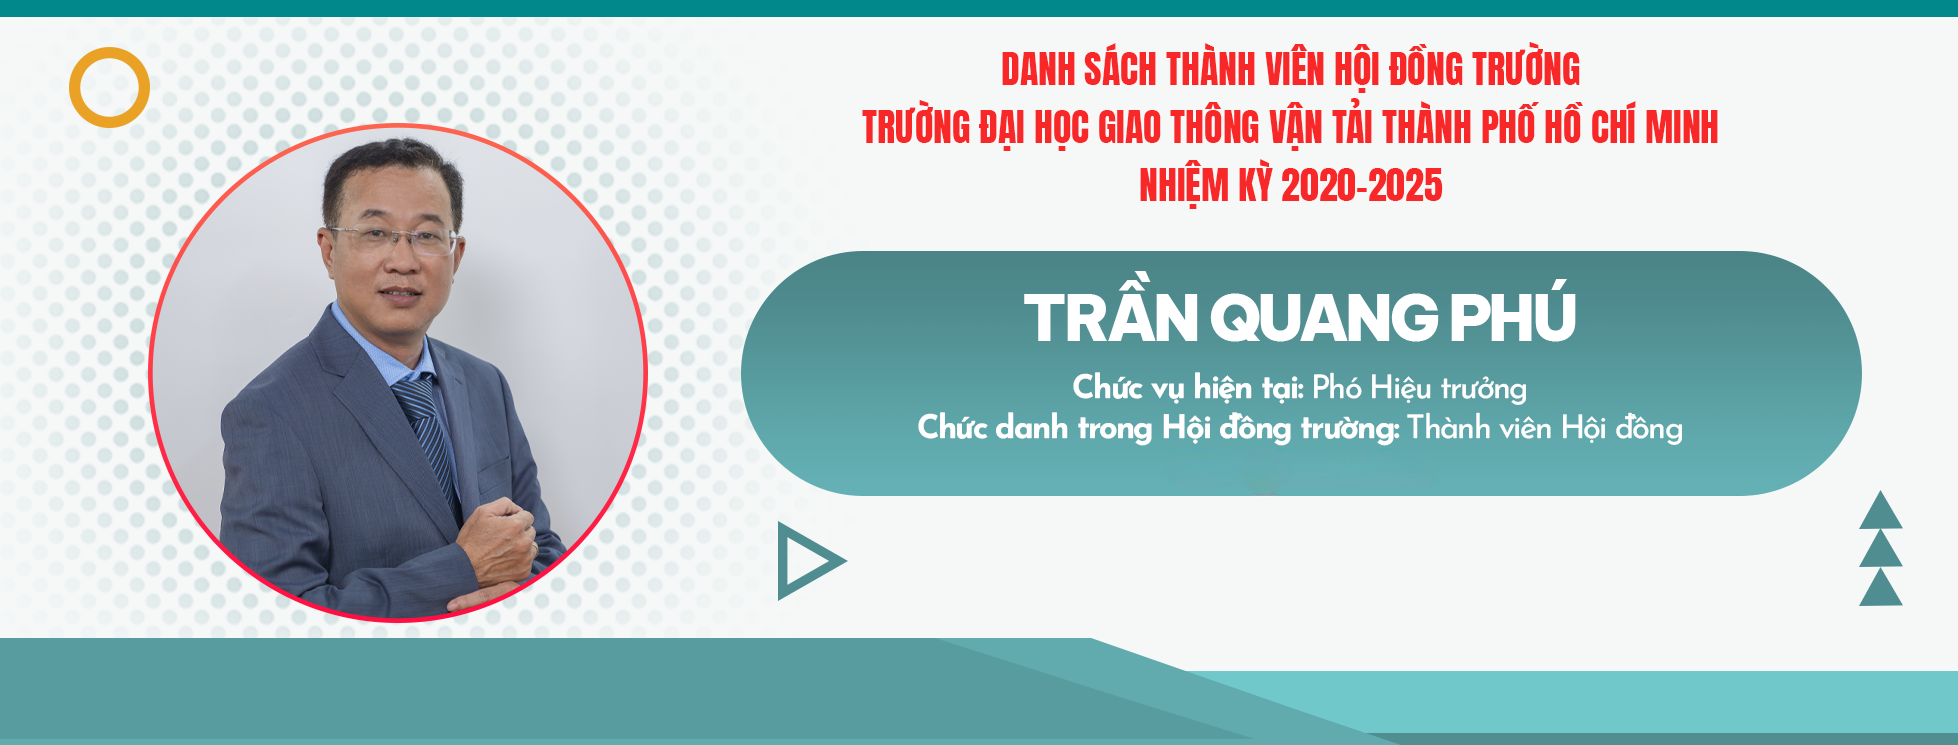 DANH SÁCH THÀNH VIÊN HỘI ĐỒNG TRƯỜNG
TRƯỜNG ĐẠI HỌC GIAO THÔNG VẬN TẢI THÀNH PHỐ HỒ CHÍ MINH
NHIỆM KỲ 2020-2025
TRẦN QUANG PHÚ
Chức vụ hiện tại: Phó Hiệu trưởng
Chức danh trong Hội đồng trường: Thành viên Hội đồng